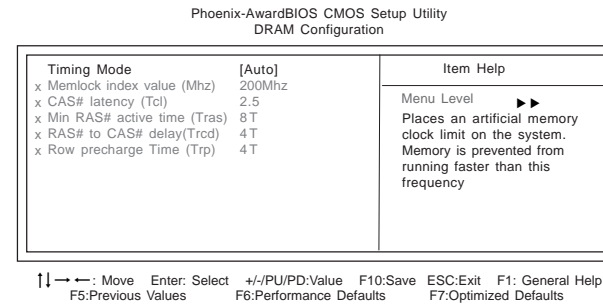 Phoenix-AwardBIOS CMOS Setup Utility
DRAM Configuration
Timing Mode [Auto]
x Memlock index value (Mhz) 200Mhz
x CAS# latency (Tcl) 2.5
x Min RAS# active time (Tras) 8T
x RAS# to CAS# delay(Trcd) 4T
x Row precharge Time (Trp) 4T
Item Help
Menu Level ▶▶
Places an artificial memory
clock limit on the system.
Memory is prevented from
running faster than this
frequency
↑↓→←: Move Enter: Select +/-/PU/PD:Value F10:Save ESC:Exit F1: General Help
F5:Previous Values F6:Performance Defaults F7:Optimized Defaults